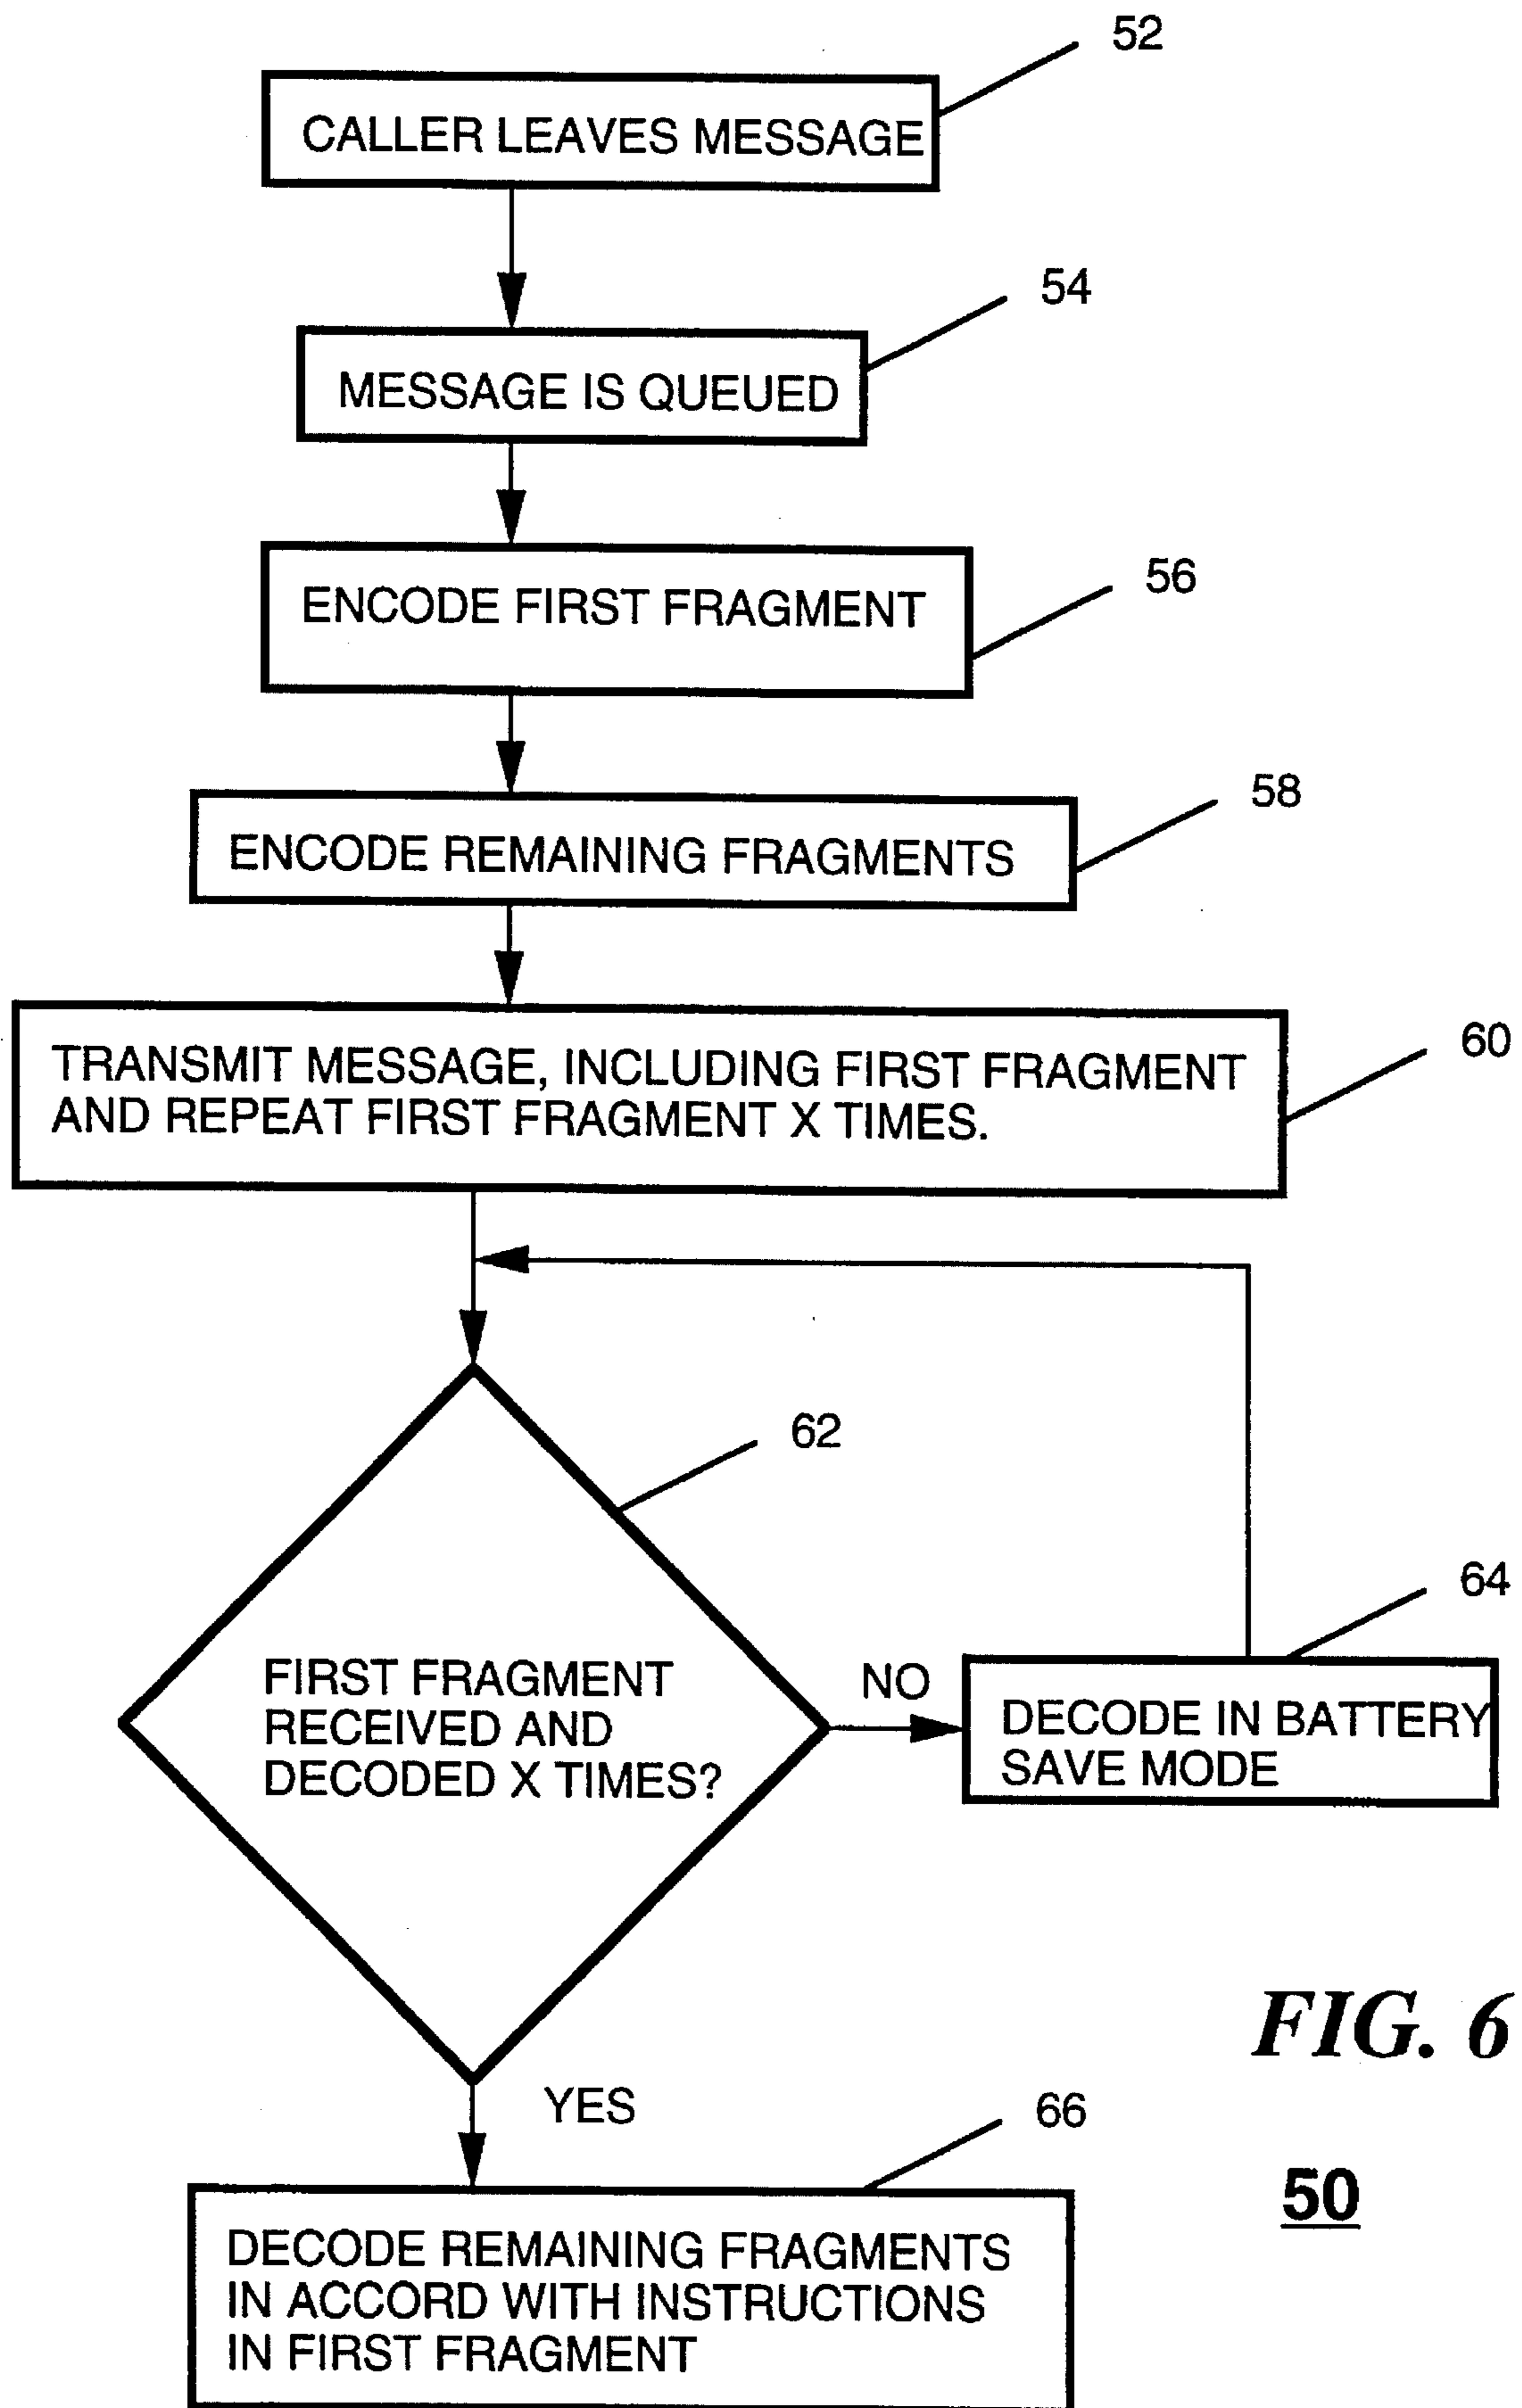 52
CALLER LEAVES MESSAGE
54
MESSAGE IS QUEUED
56
ENCODE FIRST FRAGMENT
58
ENCODE REMAINING FRAGMENTS
60
TRANSMIT MESSAGE, INCLUDING FIRST FRAGMENT
AND REPEAT FIRST FRAGMENT X TIMES.
62
FIRST FRAGMENT
RECEIVED AND
DECODED X TIMES?
NO
64
DECODE IN BATTERY
SAVE MODE
YES
66
DECODE REMAINING FRAGMENTS
IN ACCORD WITH INSTRUCTIONS
IN FIRST FRAGMENT
FIG. 6
50